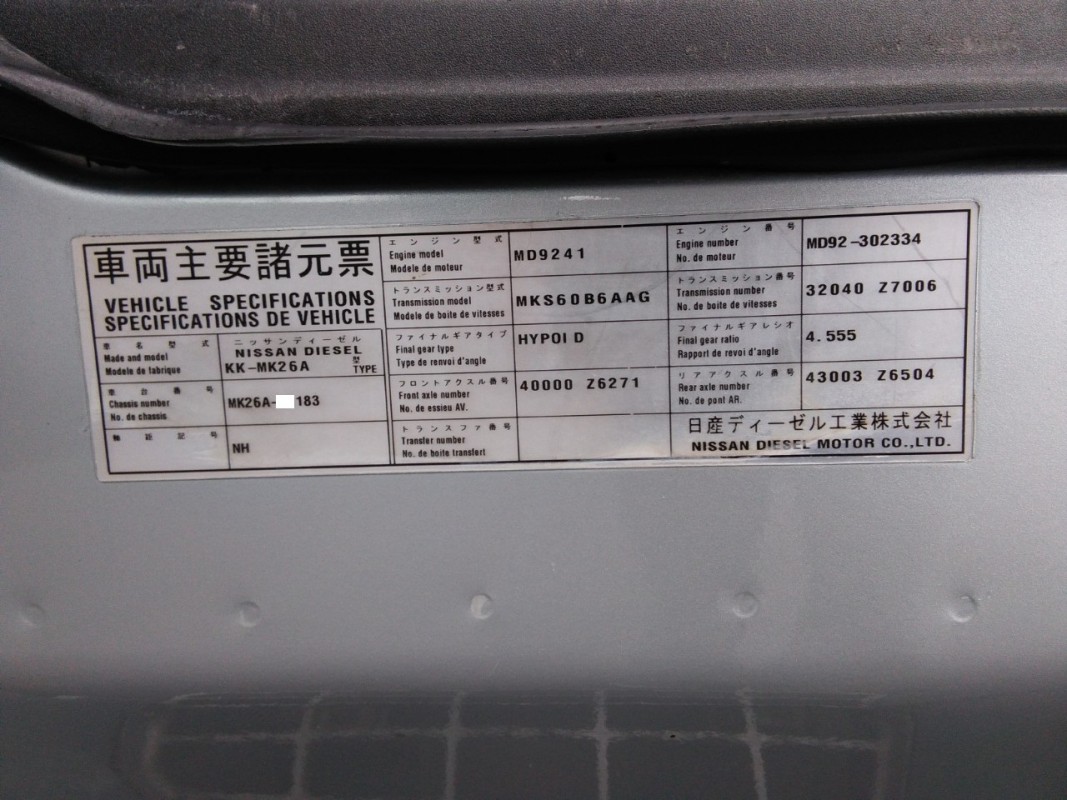 車両主要諸元票
VEHICLE SPECIFICATIONS
SPECIFICATIONS DE VEHICLE
車名型式
Made and model
Modele de fabrique
ニッサンディーゼル
NISSAN DIESEL
KK-MK26A
型
TYPE
車台番号
Chassis number
No. de chassis
MK26A- 183
軸距記号
NH
エンジン型式
Engine model
Modele de moteur
MD9241
トランスミッション型式
Transmission model
Modele de boite de vitesses
MKS60B6AAG
ファイナルギアタイプ
Final gear type
Type de renvoi d'angle
HYPOID
フロントアクスル番号
Front axle number
No. de essieu AV.
40000 Z6271
トランスファ番号
Transfer number
No. de boite transfert
エンジン番号
Engine number
No. de moteur
MD92-302334
トランスミッション番号
Transmission number
No. de boite de vitesses
32040 Z7006
ファイナルギアレシオ
Final gear ratio
Rapport de revoi d'angle
4.555
リアアクスル番号
Rear axle number
No. de pont AR.
43003 Z6504
日産ディーゼル工業株式会社
NISSAN DIESEL MOTOR CO.,LTD.